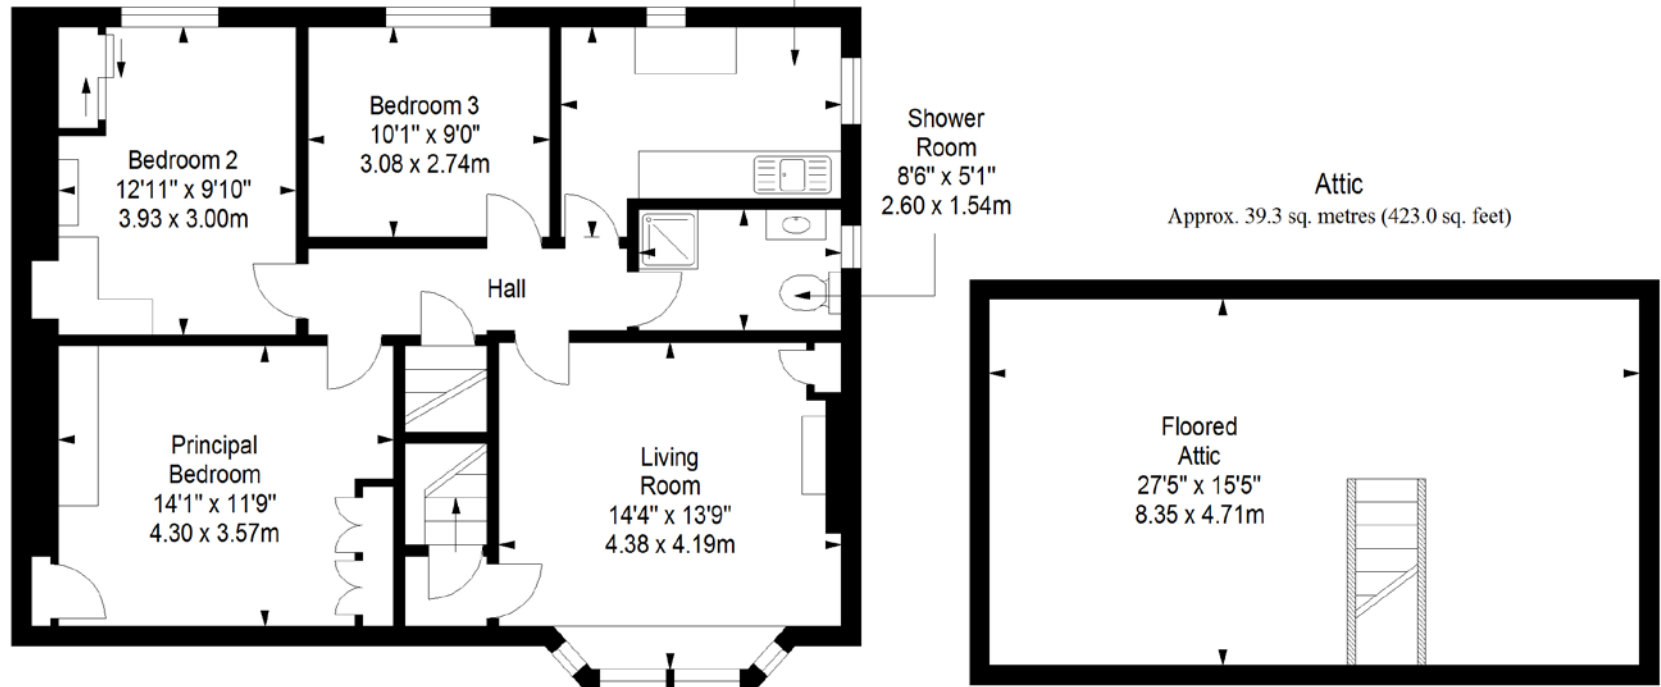 Bedroom 2
12'11" x 9'10"
3.93 x 3.00m
Bedroom 3
10'1" x 9'0"
3.08 x 2.74m
Shower
Room
8'6" x 5'1"
2.60 x 1.54m
Hall
Principal
Bedroom
14'1" x 11'9"
4.30 x 3.57m
Living
Room
14'4" x 13'9"
4.38 x 4.19m
Attic
Approx. 39.3 sq. metres (423.0 sq. feet)
Floored
Attic
27'5" x 15'5"
8.35 x 4.71m